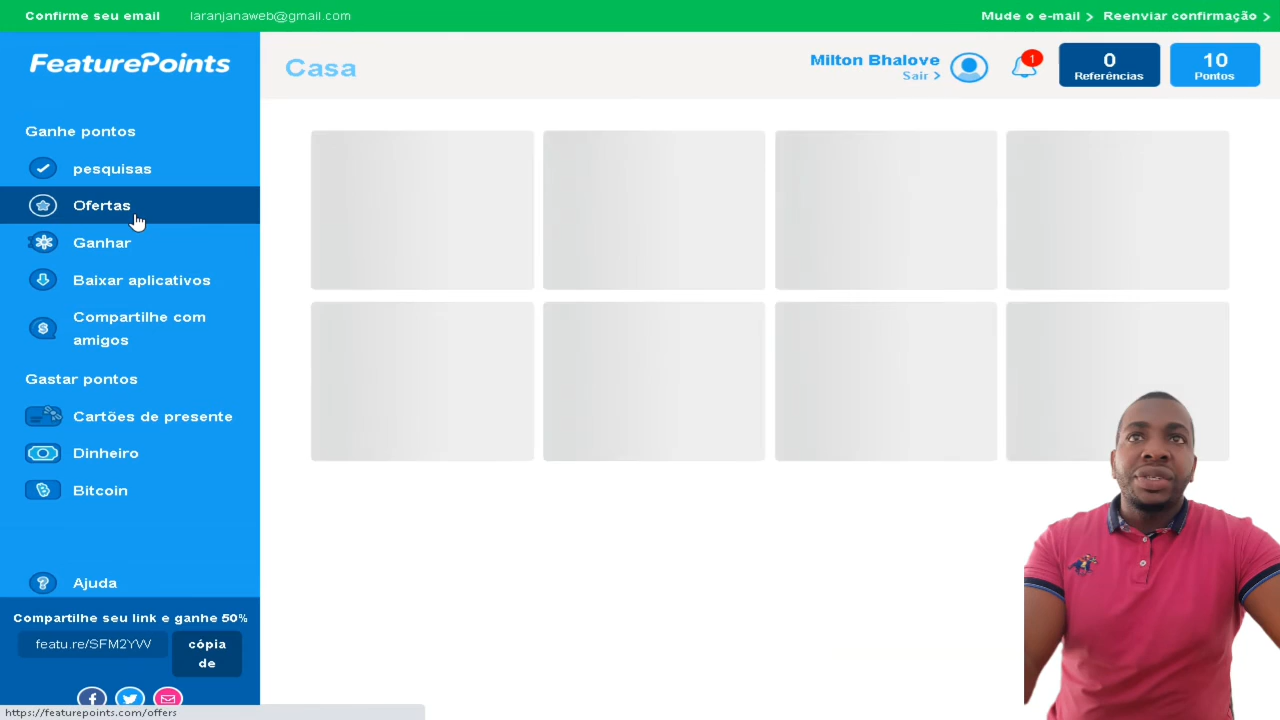 Confirme seu email
laranjanaweb@gmail.com
Mude o e-mail
Reenviar confirmação
FeaturePoints
Casa
Milton Bhalove
Sair
1
0
Referências
10
Pontos
Ganhe pontos
pesquisas
Ofertas
Ganhar
Baixar aplicativos
Compartilhe com
amigos
Gastar pontos
Cartões de presente
Dinheiro
Bitcoin
Ajuda
Compartilhe seu link e ganhe 50%
featu.re/SFM2YW
cópia
de
https://featurepoints.com/offers